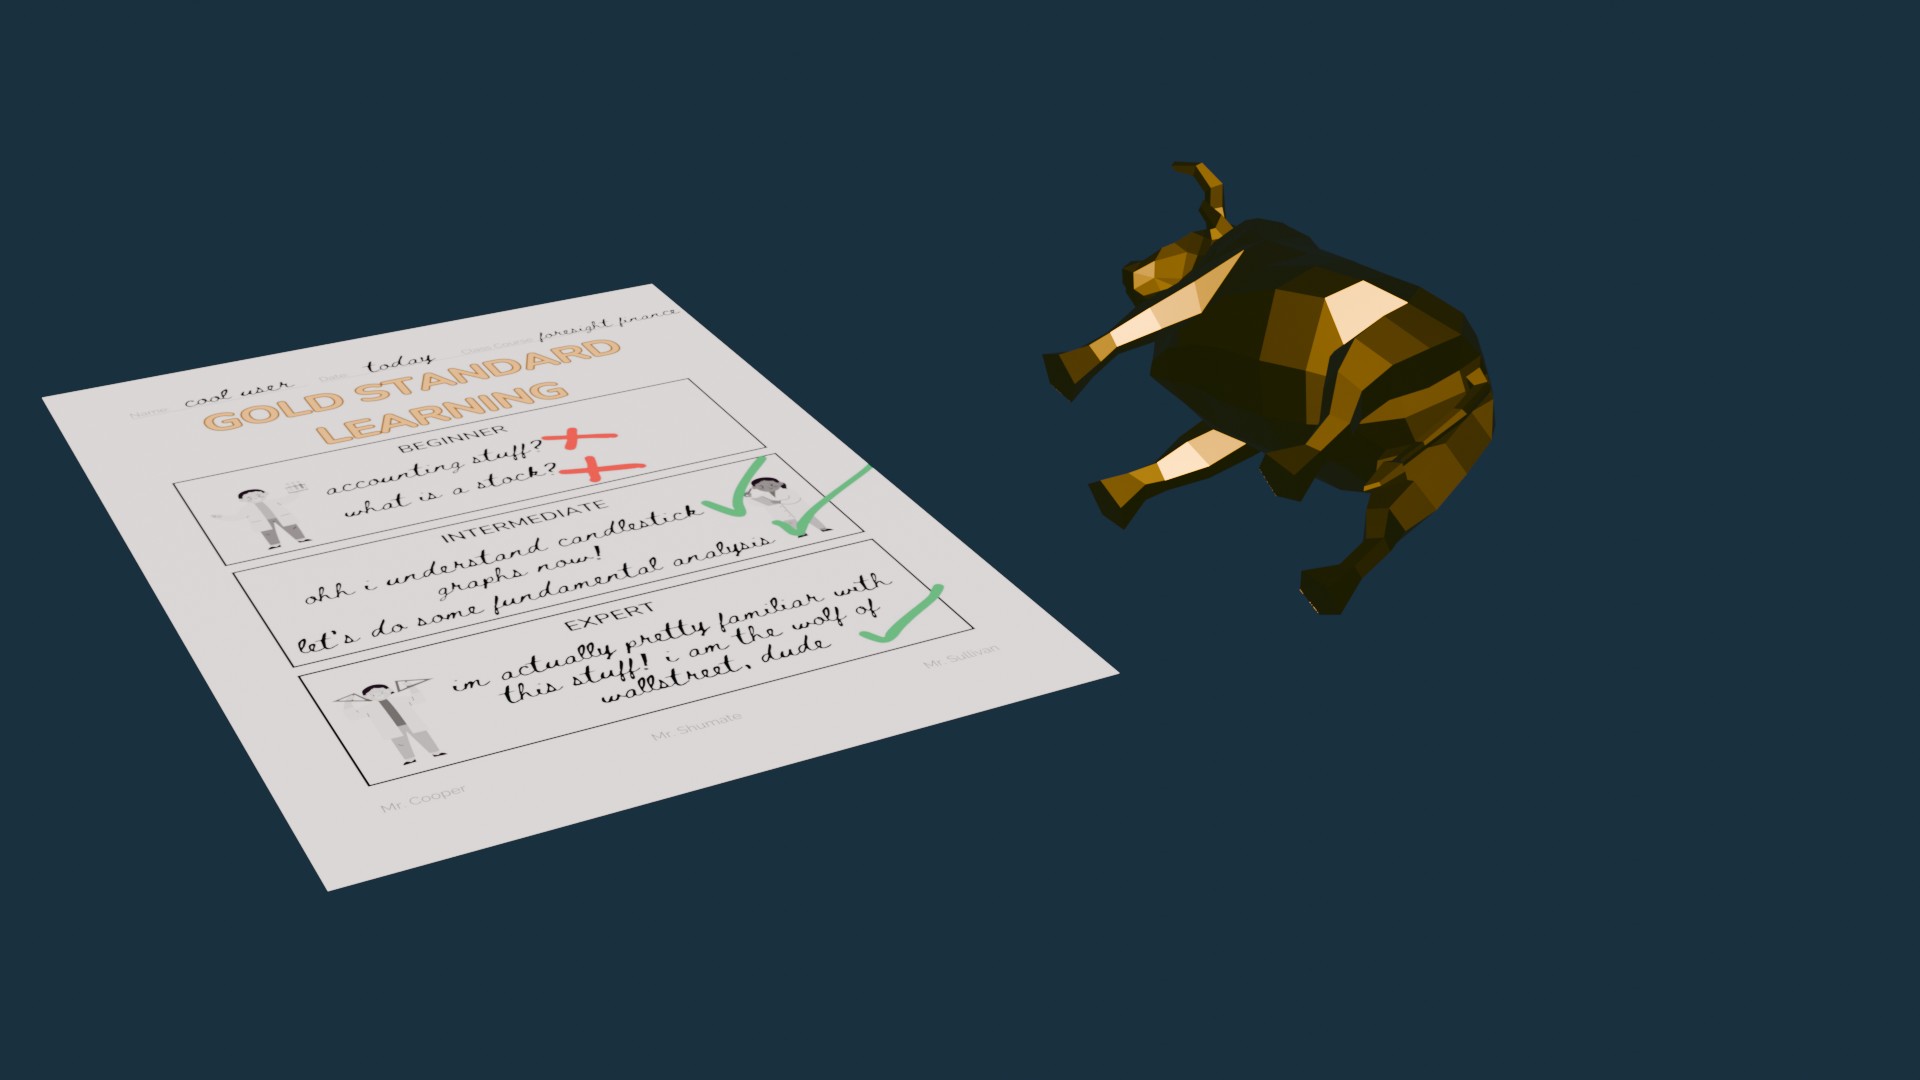 Name: cool user Date: today Class/Course: foresight finance
GOLD STANDARD
LEARNING
BEGINNER
accounting stuff?
what is a stock?
INTERMEDIATE
ohh i understand candlestick
graphs now!
let's do some fundamental analysis
EXPERT
im actually pretty familiar with
this stuff! i am the wolf of
wallstreet, dude
Mr. Cooper
Mr. Shumate
Mr. Sullivan